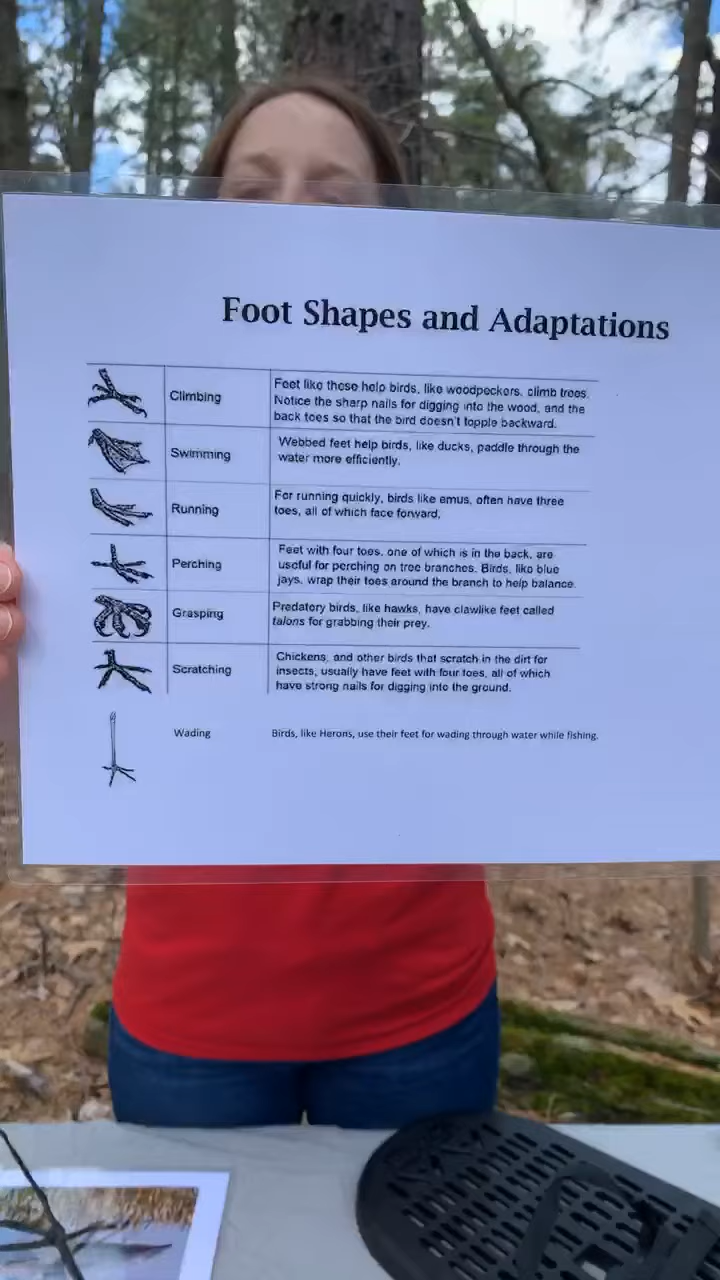 Foot Shapes and Adaptations
Climbing
Feet like these help birds, like woodpeckers, climb trees.
Notice the sharp nails for digging into the wood, and the
back toes so that the bird doesn't topple backward.
Swimming
Webbed feet help birds, like ducks, paddle through the
water more efficiently.
Running
For running quickly, birds like emus, often have three
toes, all of which face forward.
Perching
Feet with four toes, one of which is in the back, are
useful for perching on tree branches. Birds, like blue
jays, wrap their toes around the branch to help balance.
Grasping
Predatory birds, like hawks, have clawlike feet called
talons for grabbing their prey.
Scratching
Chickens, and other birds that scratch in the dirt for
insects, usually have feet with four toes, all of which
have strong nails for digging into the ground.
Wading
Birds, like Herons, use their feet for wading through water while fishing.